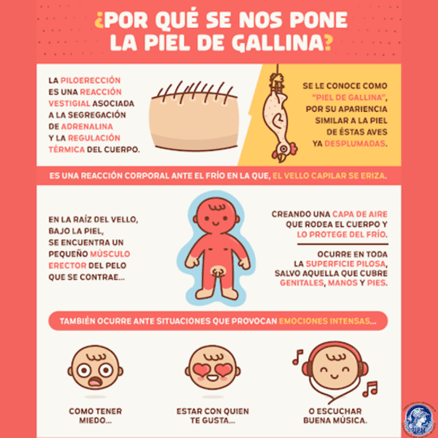 ¿POR QUÉ SE NOS PONE
LA PIEL DE GALLINA?
LA PILOERECCIÓN
ES UNA REACCIÓN
VESTIGIAL ASOCIADA
A LA SEGREGACIÓN
DE ADRENALINA
Y LA REGULACIÓN
TÉRMICA DEL CUERPO.
SE LE CONOCE COMO
"PIEL DE GALLINA",
POR SU APARIENCIA
SIMILAR A LA PIEL
DE ÉSTAS AVES
YA DESPLUMADAS.
ES UNA REACCIÓN CORPORAL ANTE EL FRÍO EN LA QUE, EL VELLO CAPILAR SE ERIZA.
EN LA RAÍZ DEL VELLO,
BAJO LA PIEL,
SE ENCUENTRA UN
PEQUEÑO MÚSCULO
ERECTOR DEL PELO
QUE SE CONTRAE...
CREANDO UNA CAPA DE AIRE
QUE RODEA EL CUERPO Y
LO PROTEGE DEL FRÍO.
OCURRE EN TODA
LA SUPERFICIE PILOSA,
SALVO AQUELLA QUE CUBRE
GENITALES, MANOS Y PIES.
TAMBIÉN OCURRE ANTE SITUACIONES QUE PROVOCAN EMOCIONES INTENSAS...
COMO TENER
MIEDO...
ESTAR CON QUIEN
TE GUSTA...
O ESCUCHAR
BUENA MÚSICA.